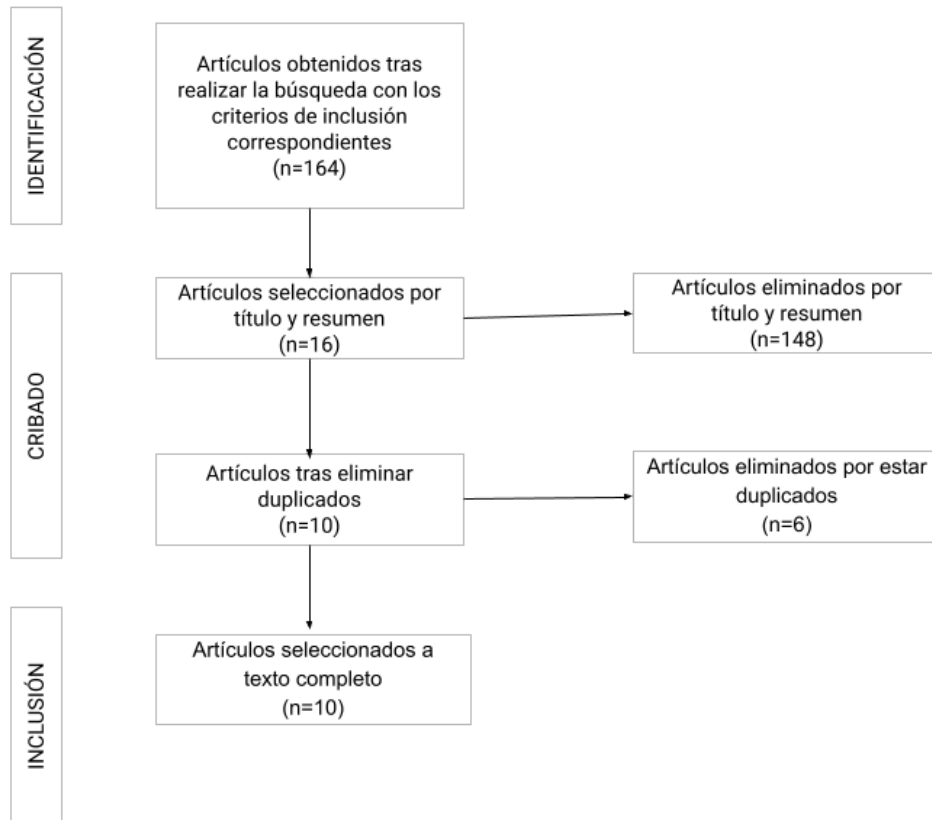 IDENTIFICACIÓN
Artículos obtenidos tras
realizar la búsqueda con los
criterios de inclusión
correspondientes
(n=164)
CRIBADO
Artículos seleccionados por
título y resumen
(n=16)
Artículos eliminados por
título y resumen
(n=148)
Artículos tras eliminar
duplicados
(n=10)
Artículos eliminados por estar
duplicados
(n=6)
INCLUSIÓN
Artículos seleccionados a
texto completo
(n=10)